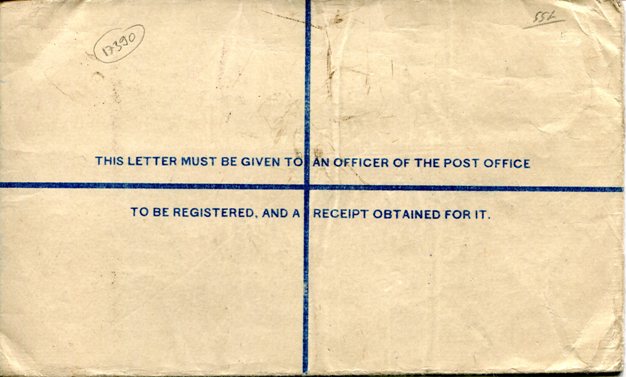 17390
THIS LETTER MUST BE GIVEN TO AN OFFICER OF THE POST OFFICE
TO BE REGISTERED, AND A RECEIPT OBTAINED FOR IT.